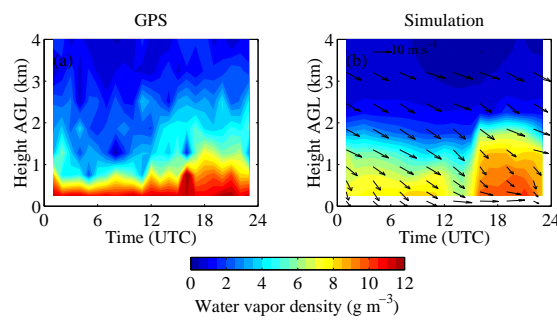 GPS
Simulation
(a)
(b)
10 m s⁻¹
Height AGL (km)
4
3
2
1
0
0 6 12 18 24
Time (UTC)
Height AGL (km)
4
3
2
1
0
0 6 12 18 24
Time (UTC)
0 2 4 6 8 10 12
Water vapor density (g m⁻³)